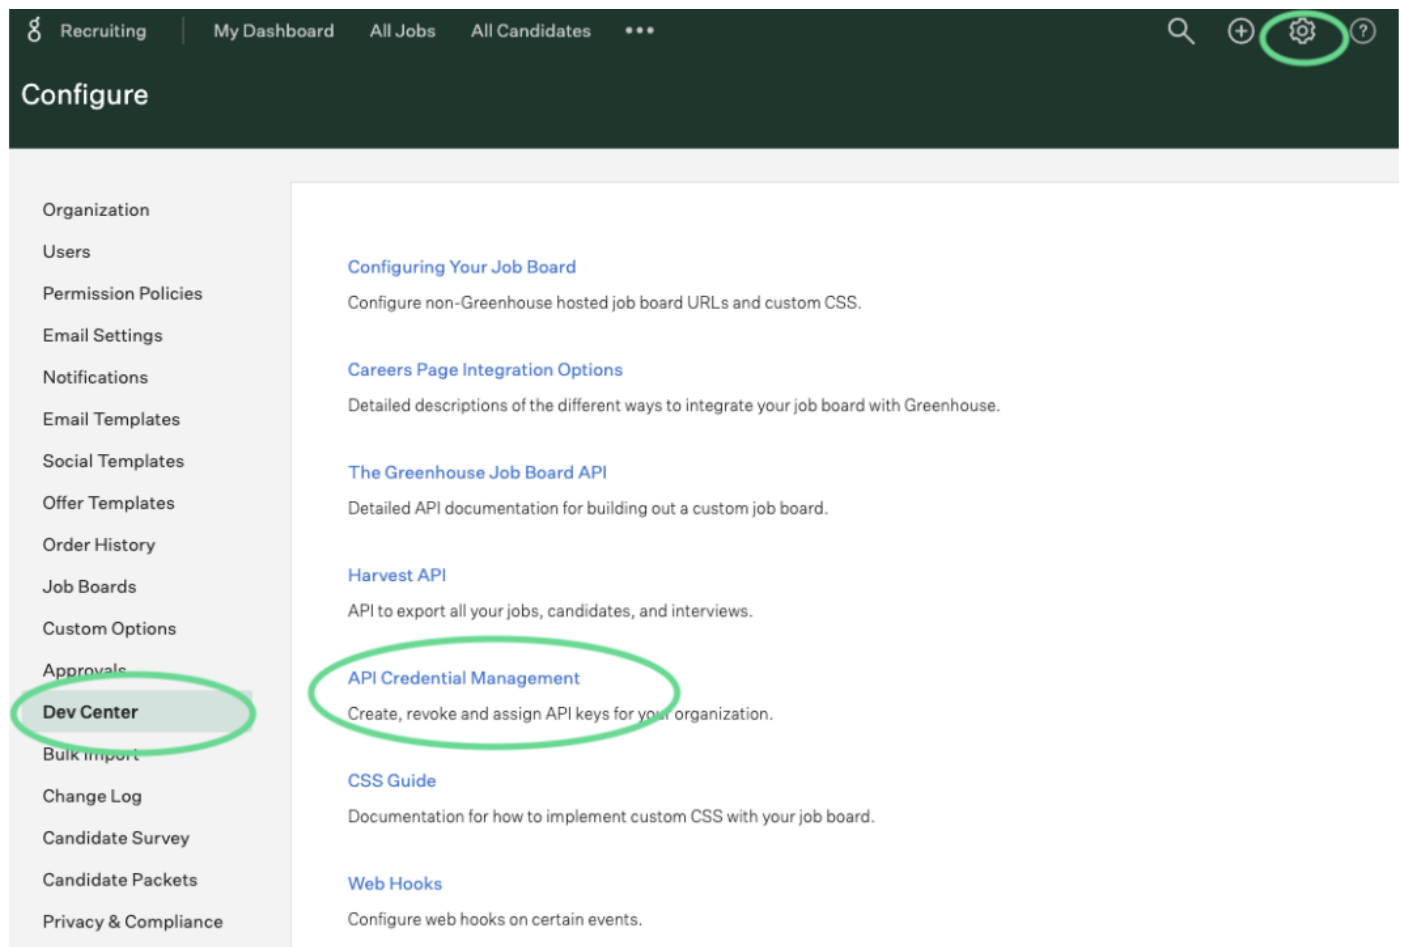 Recruiting My Dashboard All Jobs All Candidates ••• ?
Configure
Organization
Users
Permission Policies
Email Settings
Notifications
Email Templates
Social Templates
Offer Templates
Order History
Job Boards
Custom Options
Approvals
Dev Center
Bulk Import
Change Log
Candidate Survey
Candidate Packets
Privacy & Compliance
Configuring Your Job Board
Configure non-Greenhouse hosted job board URLs and custom CSS.
Careers Page Integration Options
Detailed descriptions of the different ways to integrate your job board with Greenhouse.
The Greenhouse Job Board API
Detailed API documentation for building out a custom job board.
Harvest API
API to export all your jobs, candidates, and interviews.
API Credential Management
Create, revoke and assign API keys for your organization.
CSS Guide
Documentation for how to implement custom CSS with your job board.
Web Hooks
Configure web hooks on certain events.